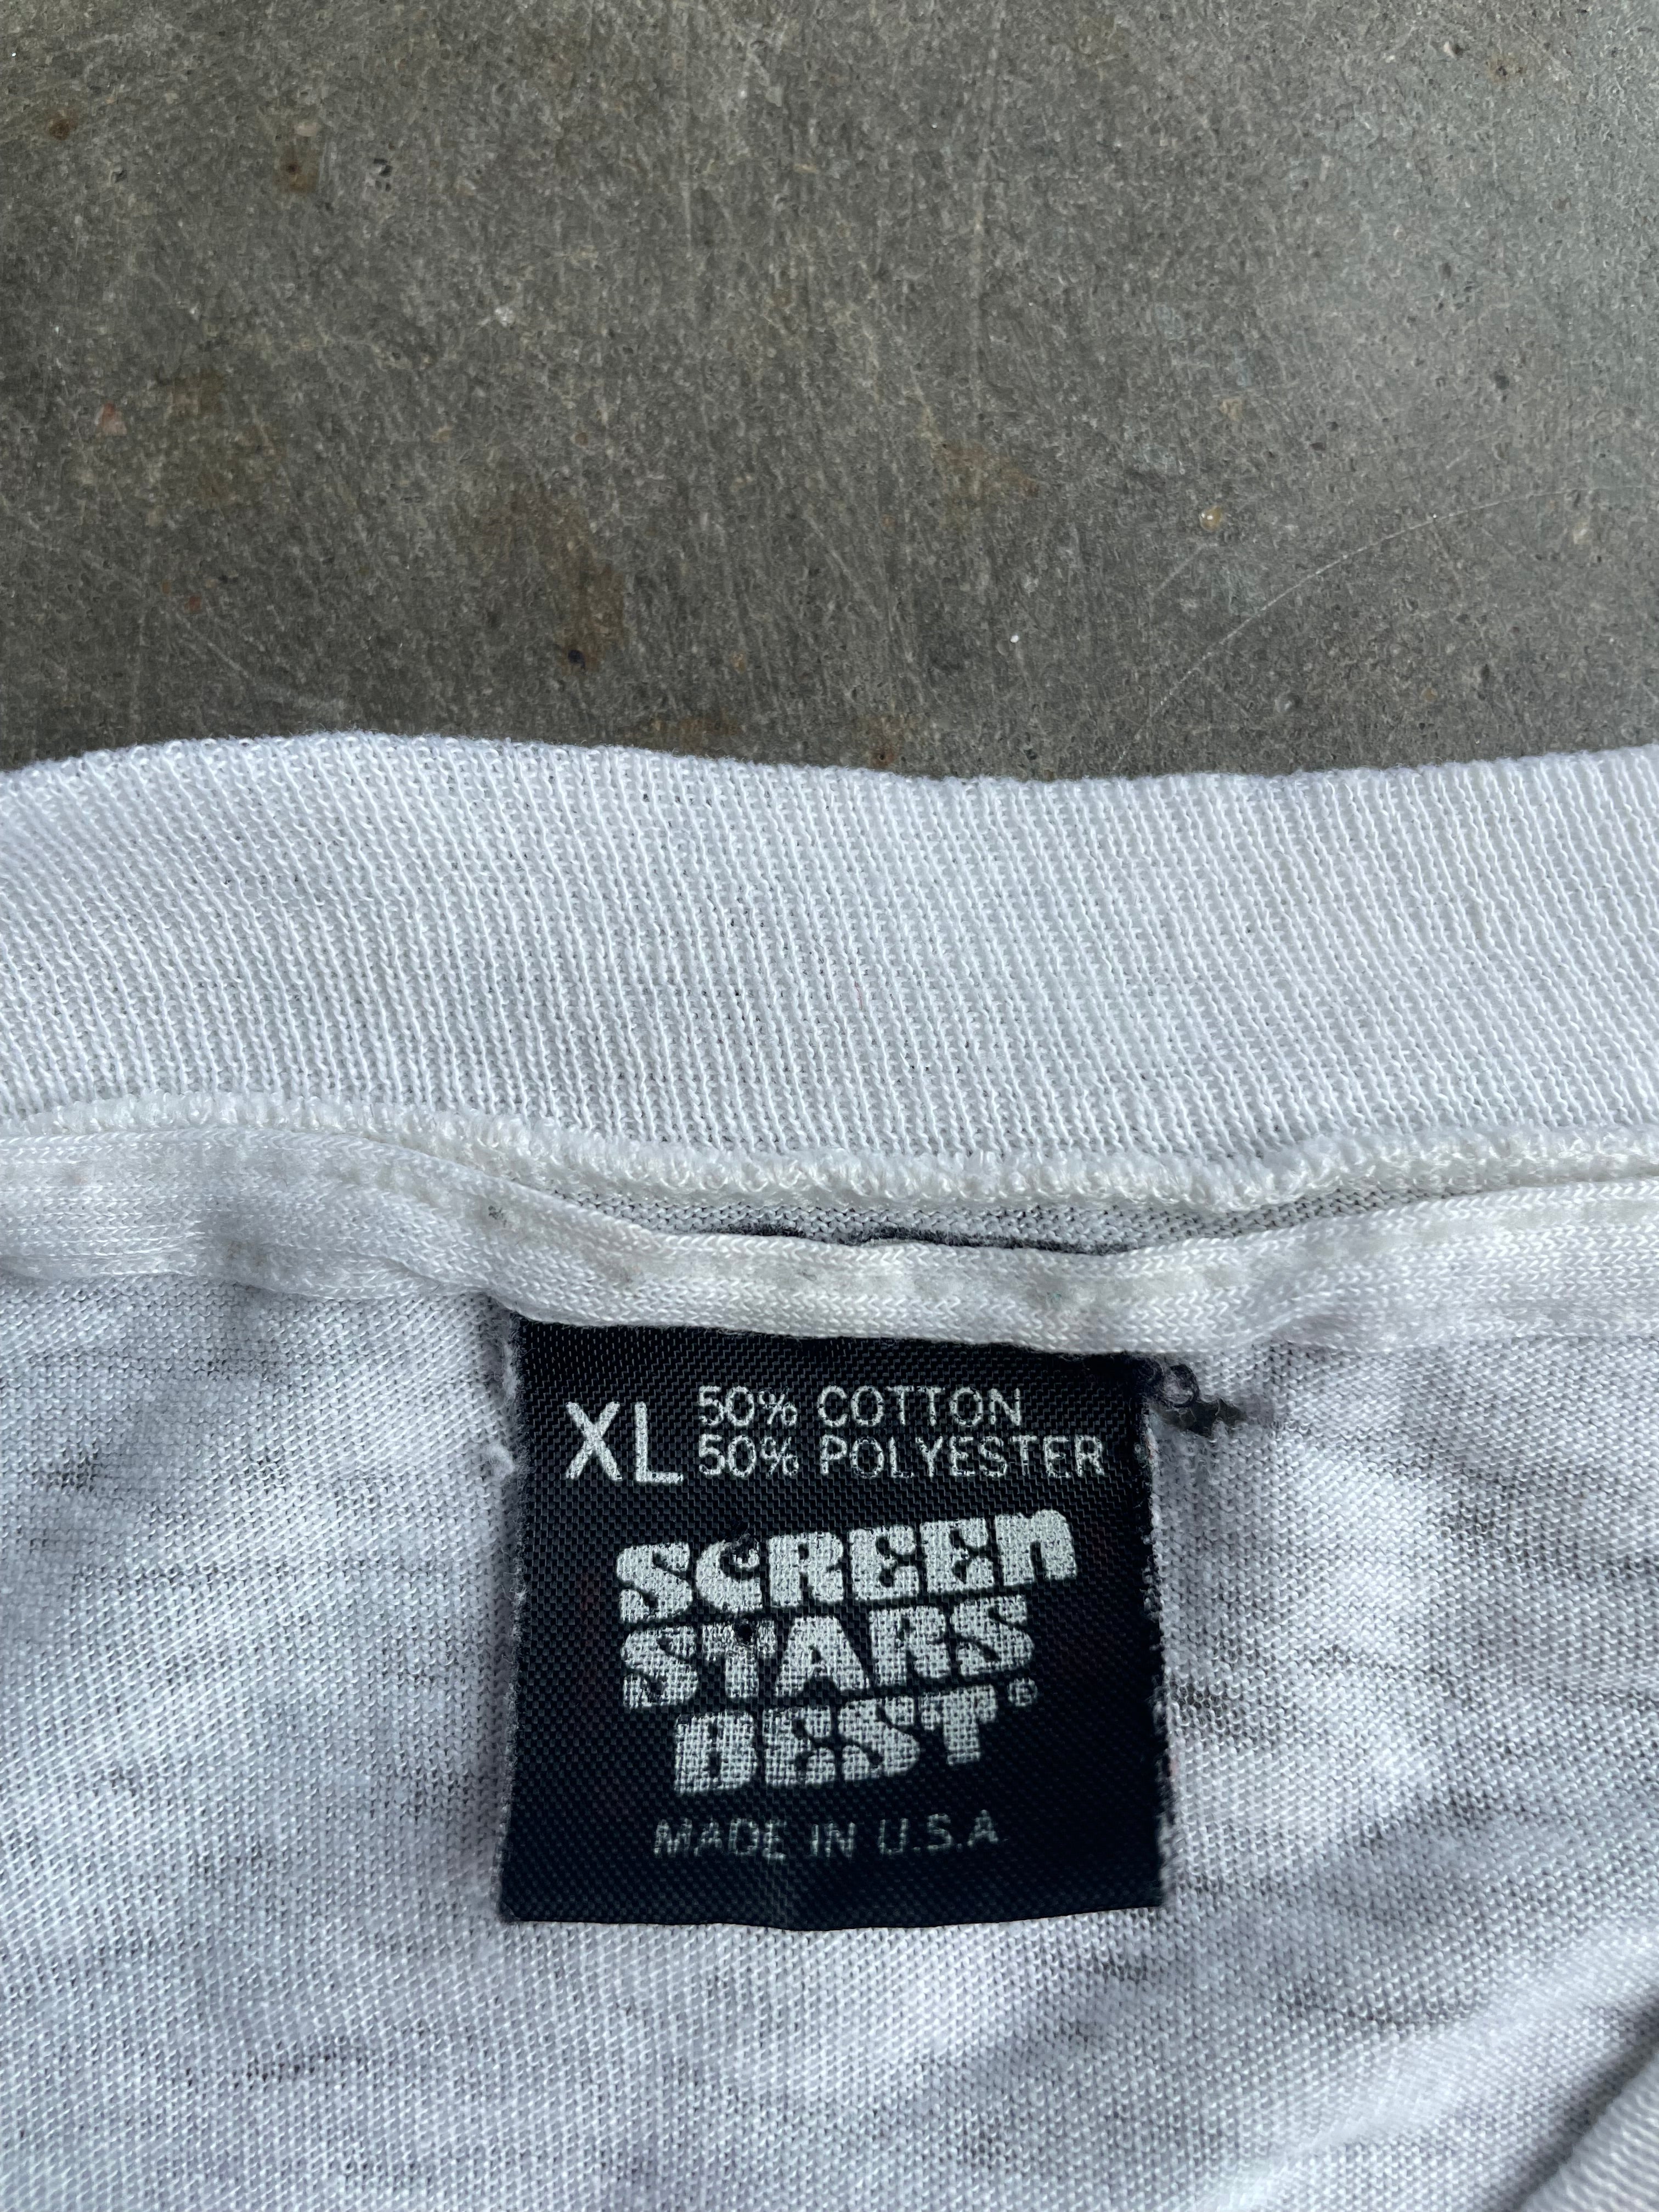 XL 50% COTTON
50% POLYESTER
SCREEN
STARS
BEST®
MADE IN U.S.A